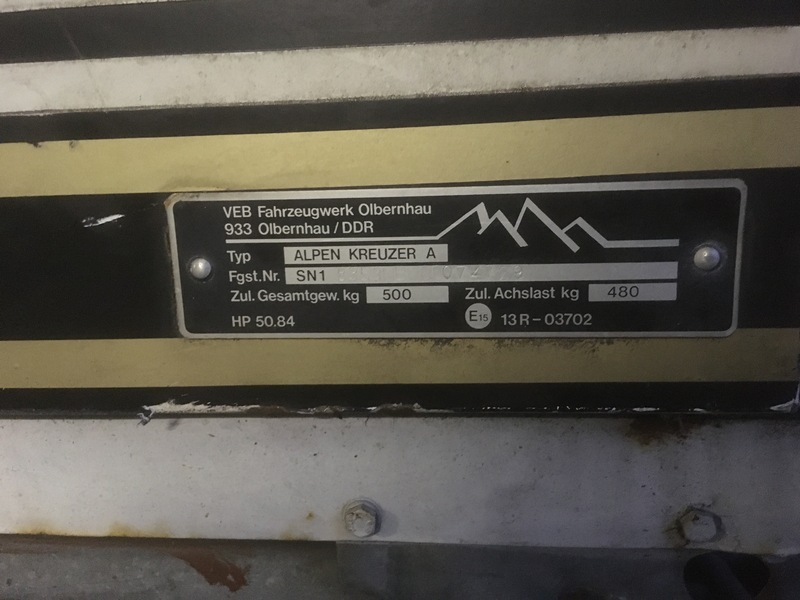 VEB Fahrzeugwerk Olbernhau
933 Olbernhau/DDR
Typ ALPEN KREUZER A
Fgst.Nr. SN1
Zul. Gesamtgew. kg 500 Zul. Achslast kg 480
HP 50.84 E15 13R-03702